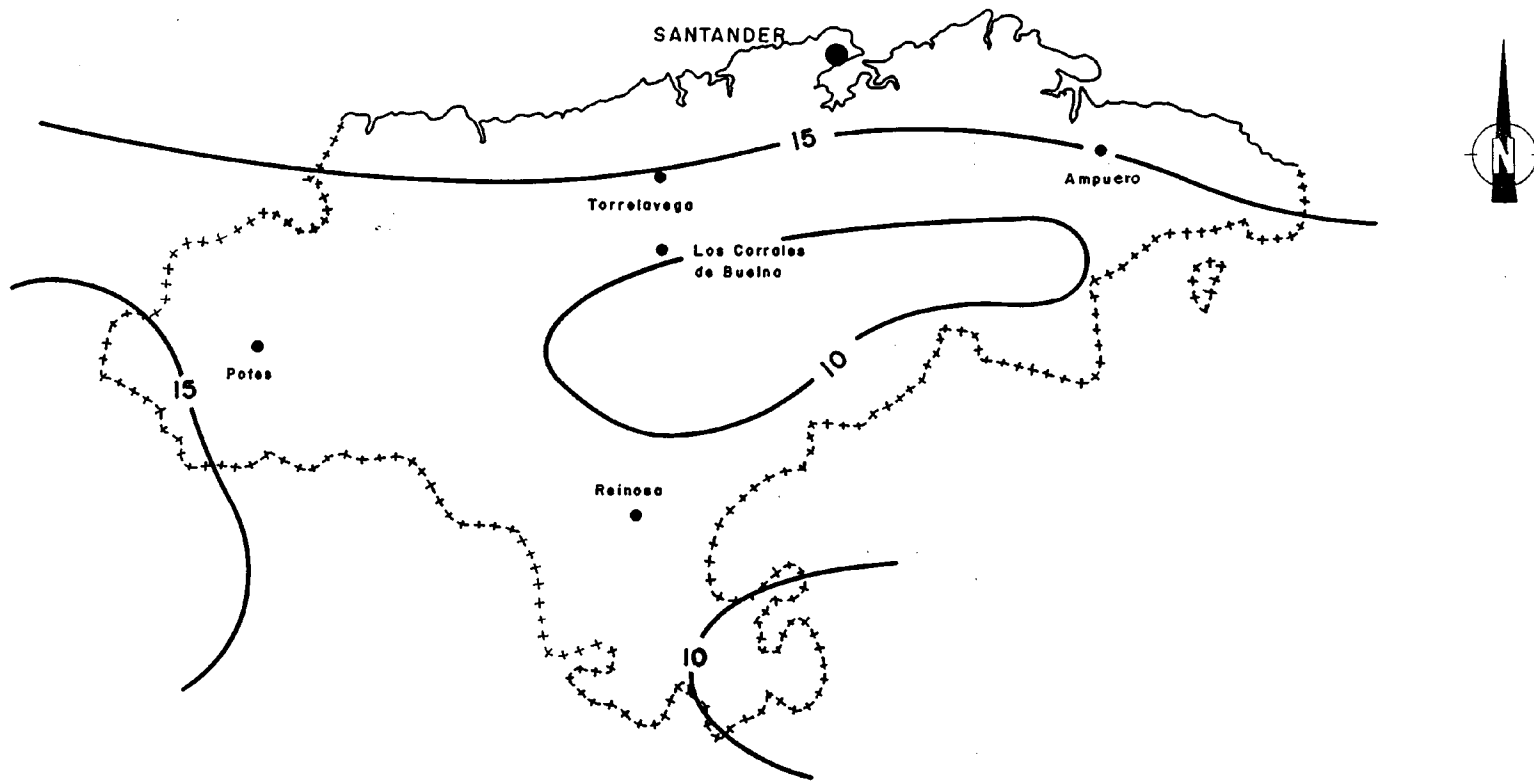 SANTANDER
15
Ampuero
Torrelavega
Los Corrales
de Buelna
Potes
15
10
Reinosa
10
N